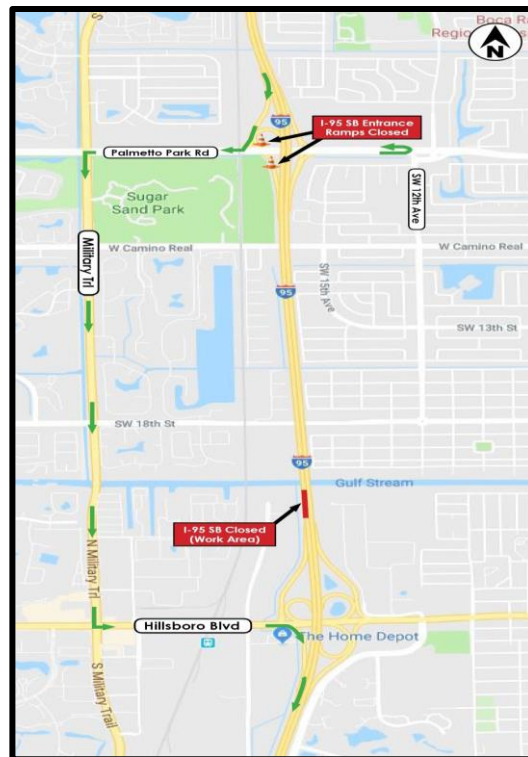 S
Boca Ra
Regio
N
95
I-95 SB Entrance
Ramps Closed
Palmetto Park Rd
Sugar
Sand Park
SW 12th Ave
Military Trl
W Camino Real
W Camino Real
95
SW 15th Ave
SW 13th St
SW 18th St
95
Gulf Stream
I-95 SB Closed
(Work Area)
N Military Trl
Hillsboro Blvd
The Home Depot
S Military Trail